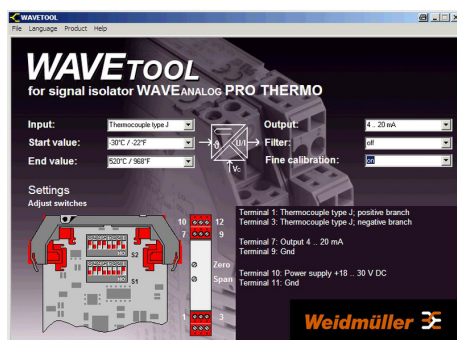 WAVETOOL
File Language Product Help
WAVETOOL
for signal isolator WAVEANALOG PRO THERMO
Input: Thermocouple type J
Output: 4 .. 20 mA
Start value: -30°C / -22°F
Filter: off
End value: 520°C / 968°F
Fine calibration: on
ϑ U/I
Vc
Settings
Adjust switches
10 12
7 9
S2
S1
Zero
Span
1 3
Terminal 1: Thermocouple type J; positive branch
Terminal 3: Thermocouple type J; negative branch
Terminal 7: Output 4 .. 20 mA
Terminal 9: Gnd
Terminal 10: Power supply +18 .. 30 V DC
Terminal 11: Gnd
Weidmüller